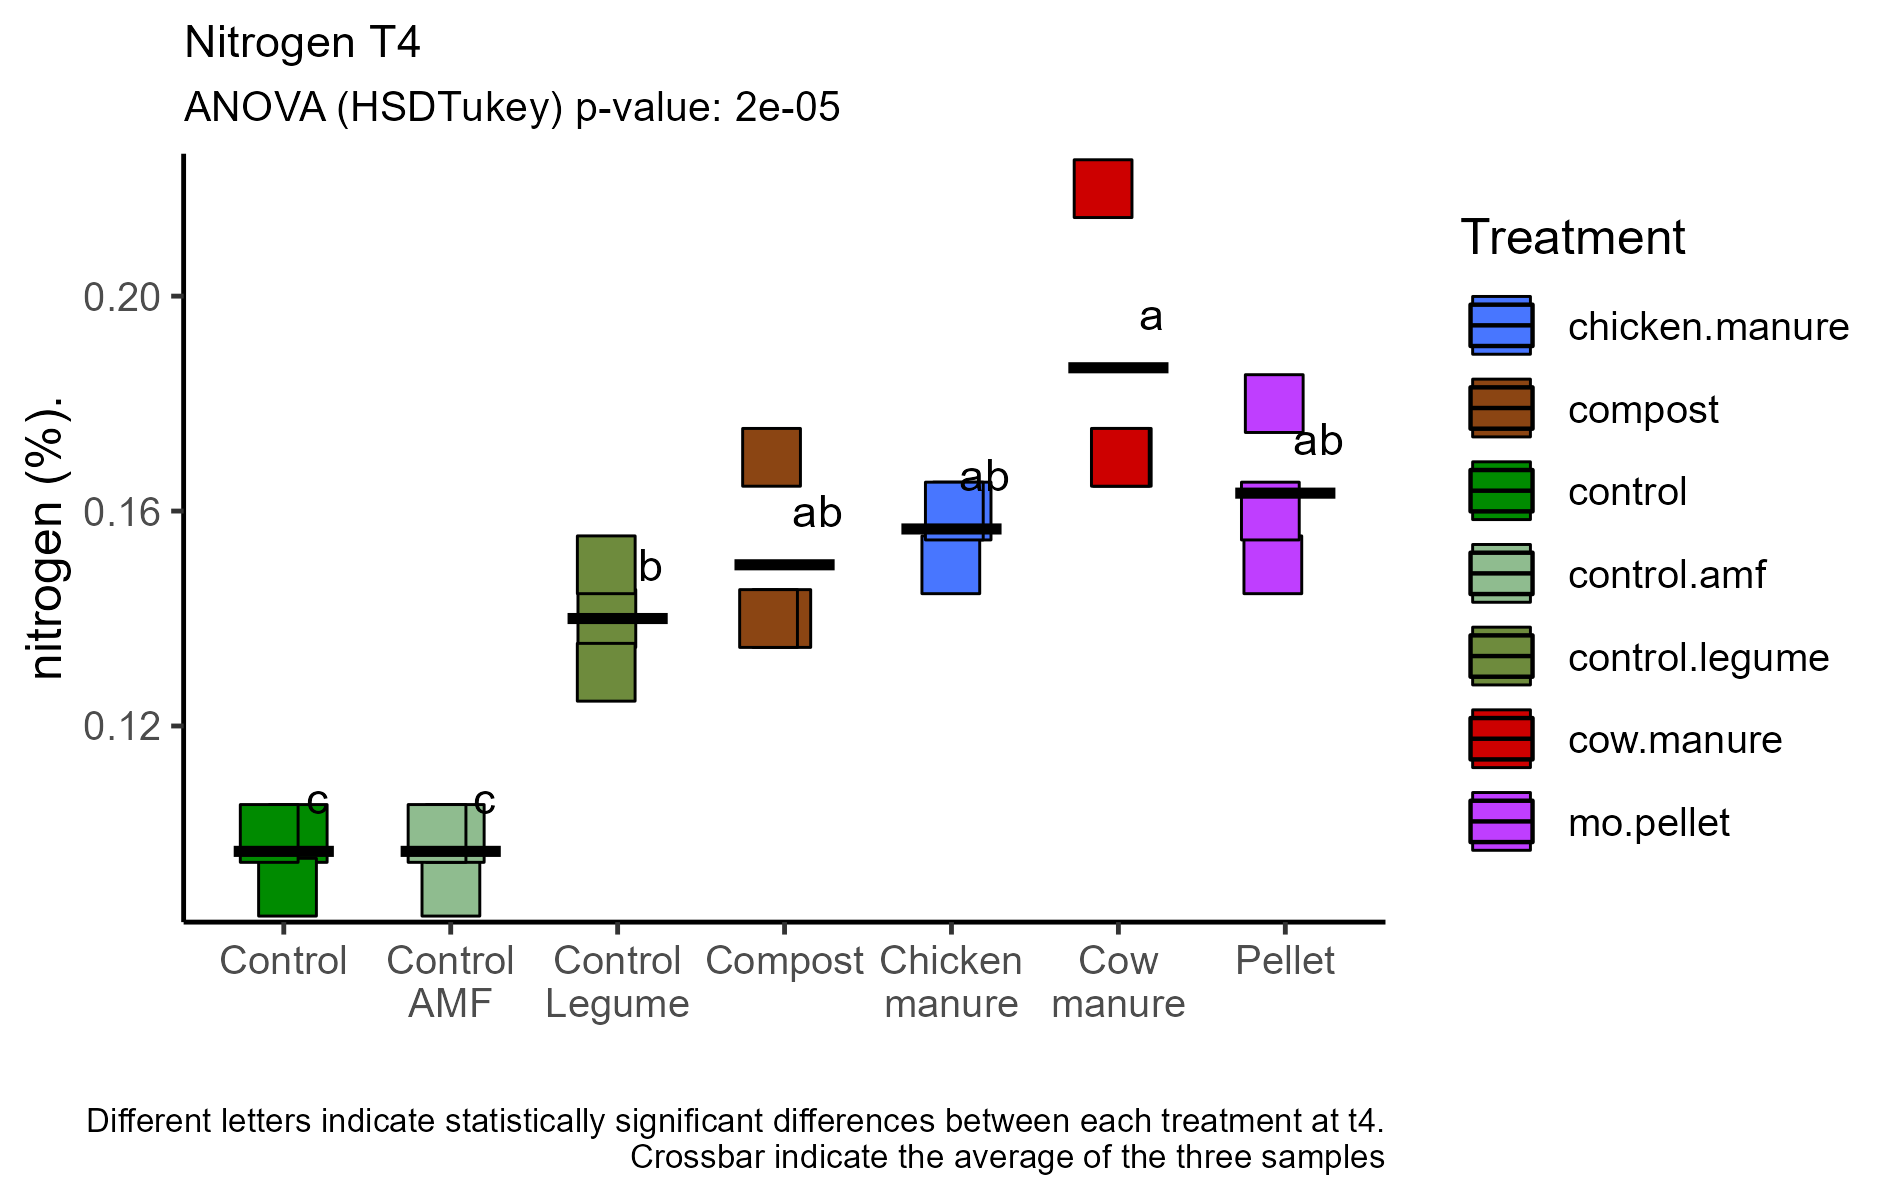 Nitrogen T4
ANOVA (HSDTukey) p-value: 2e-05
nitrogen (%).
0.20
0.16
0.12
c
c
b
ab
ab
a
ab
Control
Control
AMF
Control
Legume
Compost
Chicken
manure
Cow
manure
Pellet
Treatment
chicken.manure
compost
control
control.amf
control.legume
cow.manure
mo.pellet
Different letters indicate statistically significant differences between each treatment at t4.
Crossbar indicate the average of the three samples